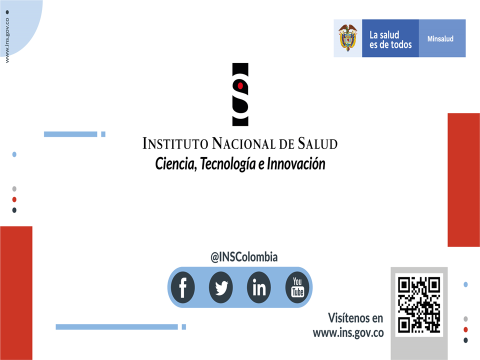 www.ins.gov.co
La salud
es de todos
Minsalud
INSTITUTO NACIONAL DE SALUD
Ciencia, Tecnología e Innovación
@INSColombia
You
Tube
Visítenos en
www.ins.gov.co